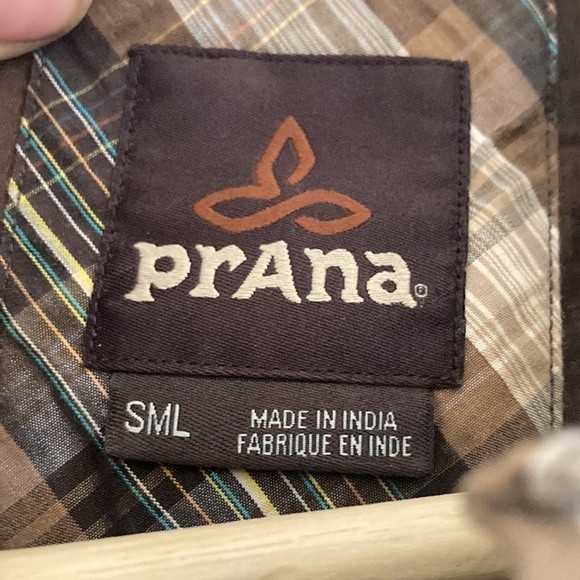 prAna®
SML
MADE IN INDIA
FABRIQUE EN INDE